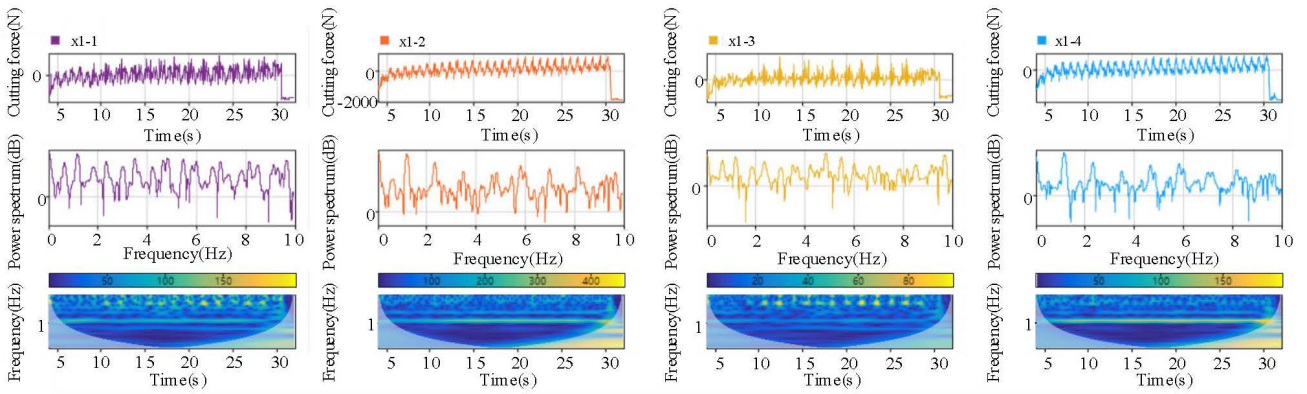 Cutting force(N)
x1-1
0
5 10 15 20 25 30
Time(s)
Power spectrum(dB)
0
0 2 4 6 8 10
Frequency(Hz)
50 100 150
Frequency(Hz)
1
5 10 15 20 25 30
Time(s)
Cutting force(N)
x1-2
0
-2000
5 10 15 20 25 30
Time(s)
Power spectrum(dB)
0
0 2 4 6 8 10
Frequency(Hz)
100 200 300 400
Frequency(Hz)
1
5 10 15 20 25 30
Time(s)
Cutting force(N)
x1-3
0
5 10 15 20 25 30
Time(s)
Power spectrum(dB)
0
0 2 4 6 8 10
Frequency(Hz)
20 40 60 80
Frequency(Hz)
1
5 10 15 20 25 30
Time(s)
Cutting force(N)
x1-4
0
5 10 15 20 25 30
Time(s)
Power spectrum(dB)
0
0 2 4 6 8 10
Frequency(Hz)
50 100 150
Frequency(Hz)
1
5 10 15 20 25 30
Time(s)